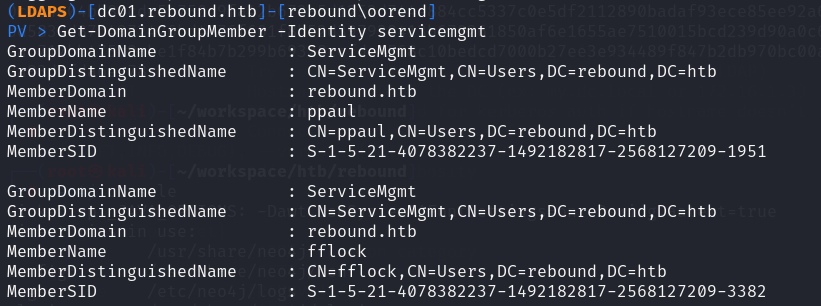 (LDAPS)-[dc01.rebound.htb]-[rebound\oorend]
PV > Get-DomainGroupMember -Identity servicemgmt
GroupDomainName : ServiceMgmt
GroupDistinguishedName : CN=ServiceMgmt,CN=Users,DC=rebound,DC=htb
MemberDomain : rebound.htb
MemberName : ppaul
MemberDistinguishedName : CN=ppaul,CN=Users,DC=rebound,DC=htb
MemberSID : S-1-5-21-4078382237-1492182817-2568127209-1951
GroupDomainName : ServiceMgmt
GroupDistinguishedName : CN=ServiceMgmt,CN=Users,DC=rebound,DC=htb
MemberDomain : rebound.htb
MemberName : fflock
MemberDistinguishedName : CN=fflock,CN=Users,DC=rebound,DC=htb
MemberSID : S-1-5-21-4078382237-1492182817-2568127209-3382